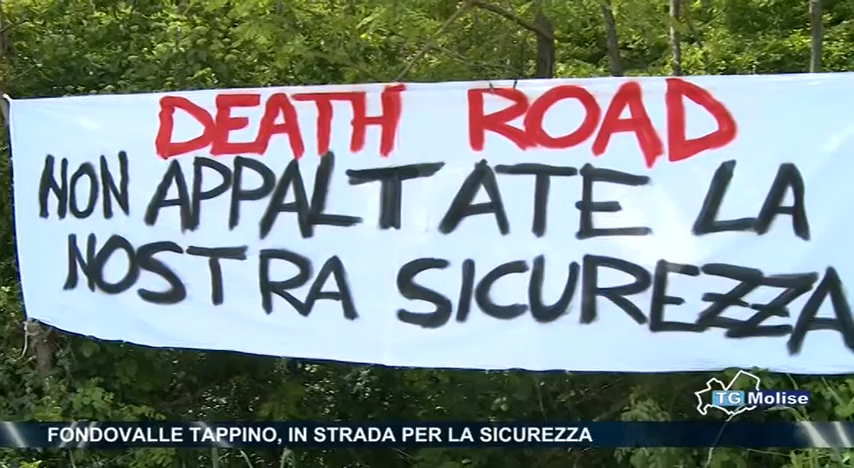 DEATH ROAD
NON APPALTATE LA
NOSTRA SICUREZZA
TG Molise
FONDOVALLE TAPPINO, IN STRADA PER LA SICUREZZA